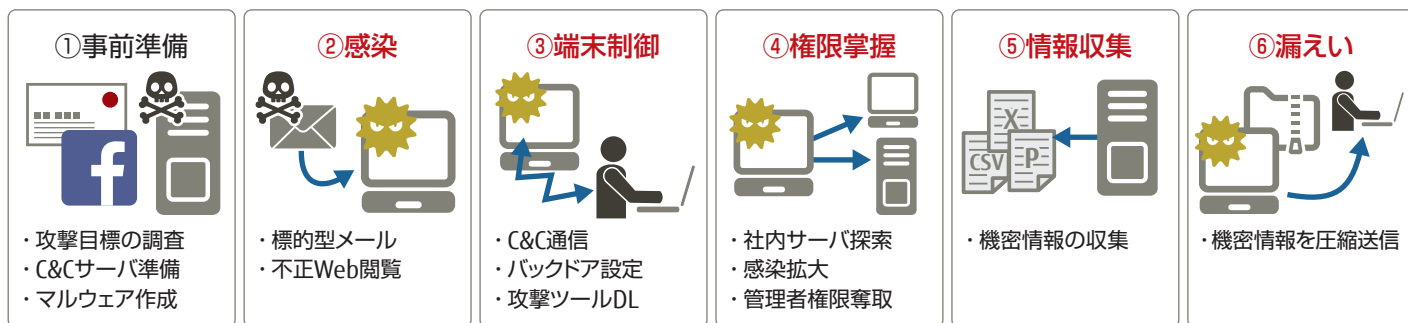 ①事前準備
f
・攻撃目標の調査
・C&Cサーバ準備
・マルウェア作成
②感染
・標的型メール
・不正Web閲覧
③端末制御
・C&C通信
・バックドア設定
・攻撃ツールDL
④権限掌握
・社内サーバ探索
・感染拡大
・管理者権限奪取
⑤情報収集
X
CSV
P
・機密情報の収集
⑥漏えい
・機密情報を圧縮送信